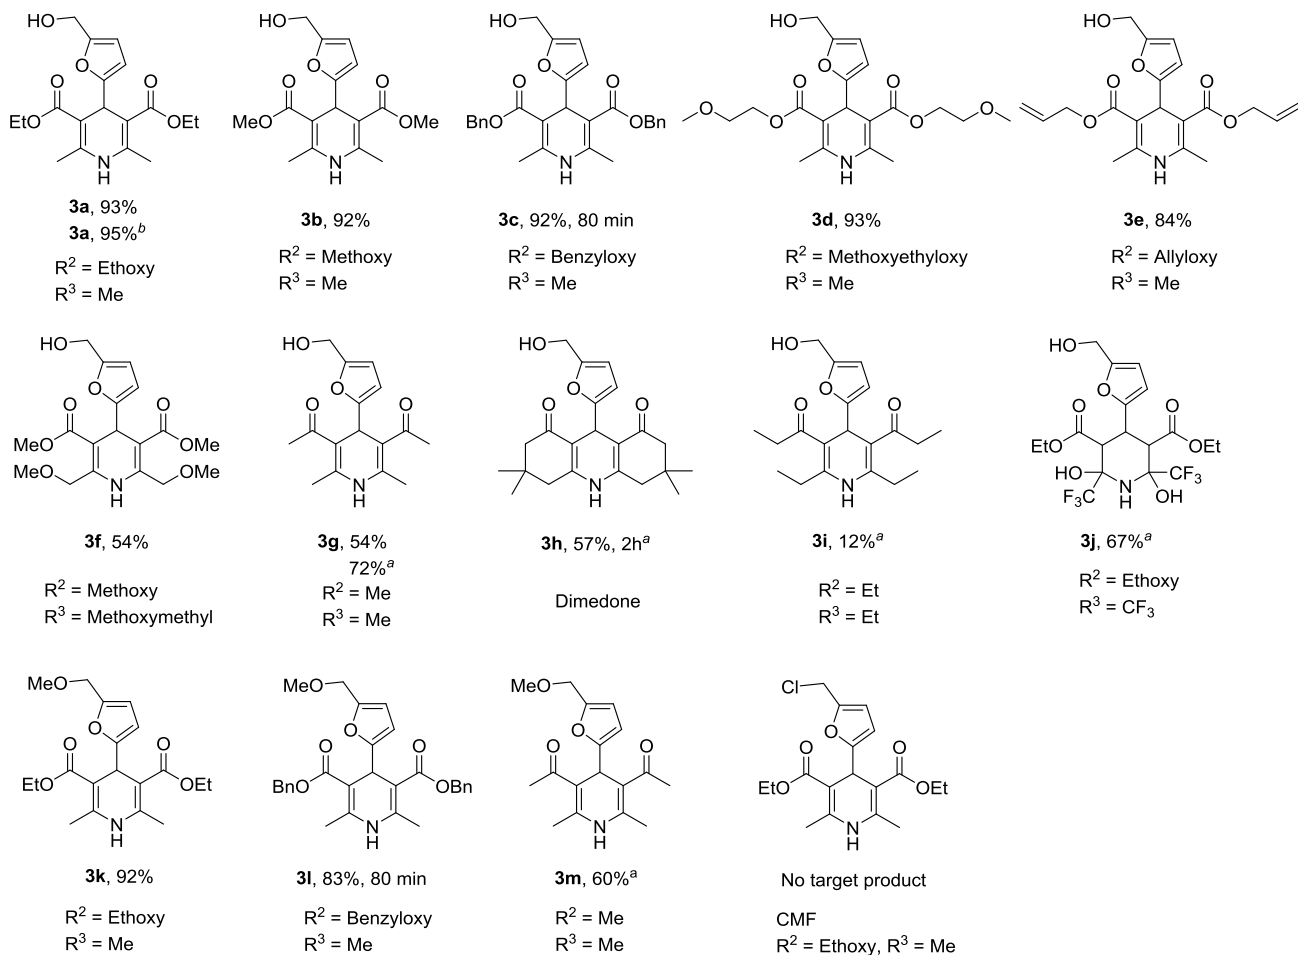 HO HO HO HO HO
O O O O O
O O O O O O O O O O
EtO OEt MeO OMe BnO OBn O O O O O O
N N N N N
H H H H H
3a, 93%
3a, 95%b
R2 = Ethoxy
R3 = Me
3b, 92%
R2 = Methoxy
R3 = Me
3c, 92%, 80 min
R2 = Benzyloxy
R3 = Me
3d, 93%
R2 = Methoxyethyloxy
R3 = Me
3e, 84%
R2 = Allyloxy
R3 = Me
HO HO HO HO HO
O O O O O
O O O O O O O O O O
MeO OMe EtO OEt
MeO OMe HO CF3
F3C OH
N N N N N
H H H H H
3f, 54%
R2 = Methoxy
R3 = Methoxymethyl
3g, 54%
72%a
R2 = Me
R3 = Me
3h, 57%, 2ha
Dimedone
3i, 12%a
R2 = Et
R3 = Et
3j, 67%a
R2 = Ethoxy
R3 = CF3
MeO MeO MeO Cl
O O O O
O O O O O O O O
EtO OEt BnO OBn EtO OEt
N N N N
H H H H
3k, 92%
R2 = Ethoxy
R3 = Me
3l, 83%, 80 min
R2 = Benzyloxy
R3 = Me
3m, 60%a
R2 = Me
R3 = Me
No target product
CMF
R2 = Ethoxy, R3 = Me